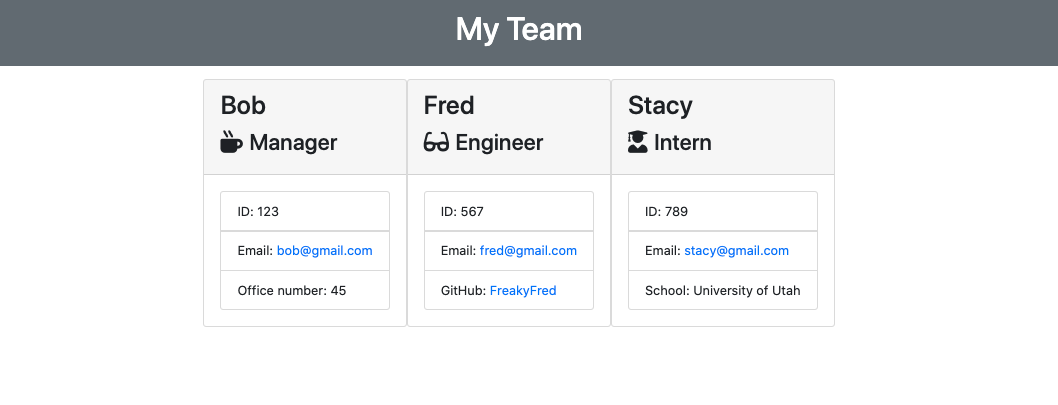 My Team
Bob
Manager
ID: 123
Email: bob@gmail.com
Office number: 45
Fred
Engineer
ID: 567
Email: fred@gmail.com
GitHub: FreakyFred
Stacy
Intern
ID: 789
Email: stacy@gmail.com
School: University of Utah